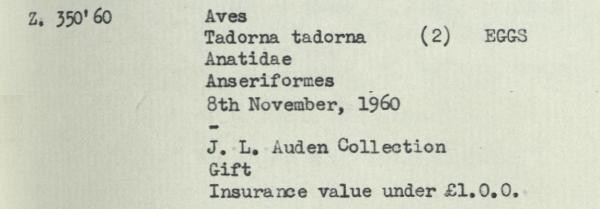 Z. 350'60 Aves
Tadorna tadorna (2) EGGS
Anatidae
Anseriformes
8th November, 1960
-
J. L. Auden Collection
Gift
Insurance value under £1.0.0.